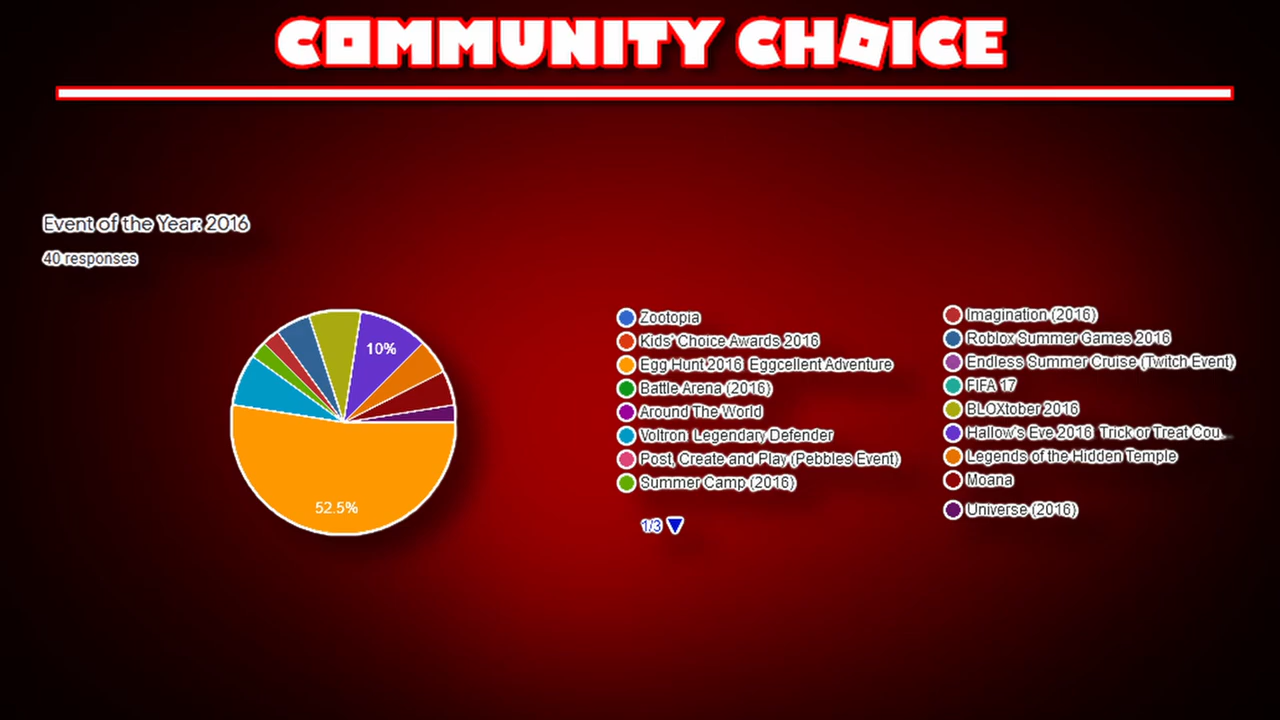 COMMUNITY CHOICE
Event of the Year: 2016
40 responses
10%
52.5%
Zootopia
Kids' Choice Awards 2016
Egg Hunt 2016 Eggcellent Adventure
Battle Arena (2016)
Around The World
Voltron Legendary Defender
Post, Create and Play (Pebbles Event)
Summer Camp (2016)
1/3
Imagination (2016)
Roblox Summer Games 2016
Endless Summer Cruise (Twitch Event)
FIFA 17
BLOXtober 2016
Hallow's Eve 2016 Trick or Treat Cou...
Legends of the Hidden Temple
Moana
Universe (2016)